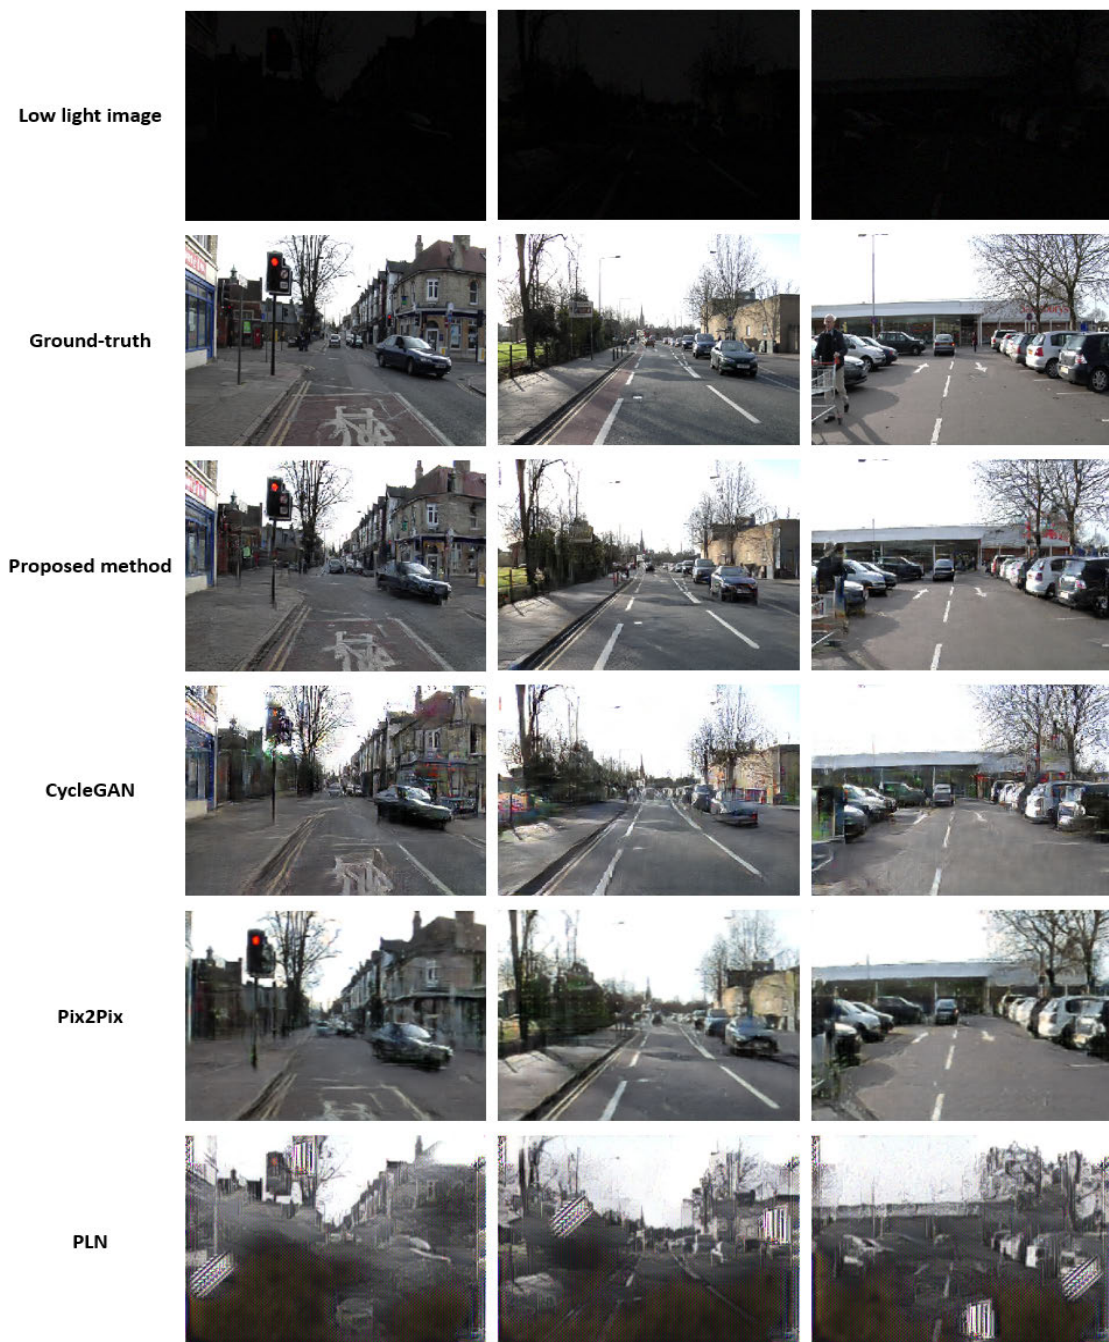 Low light image
Ground-truth
Proposed method
CycleGAN
Pix2Pix
PLN